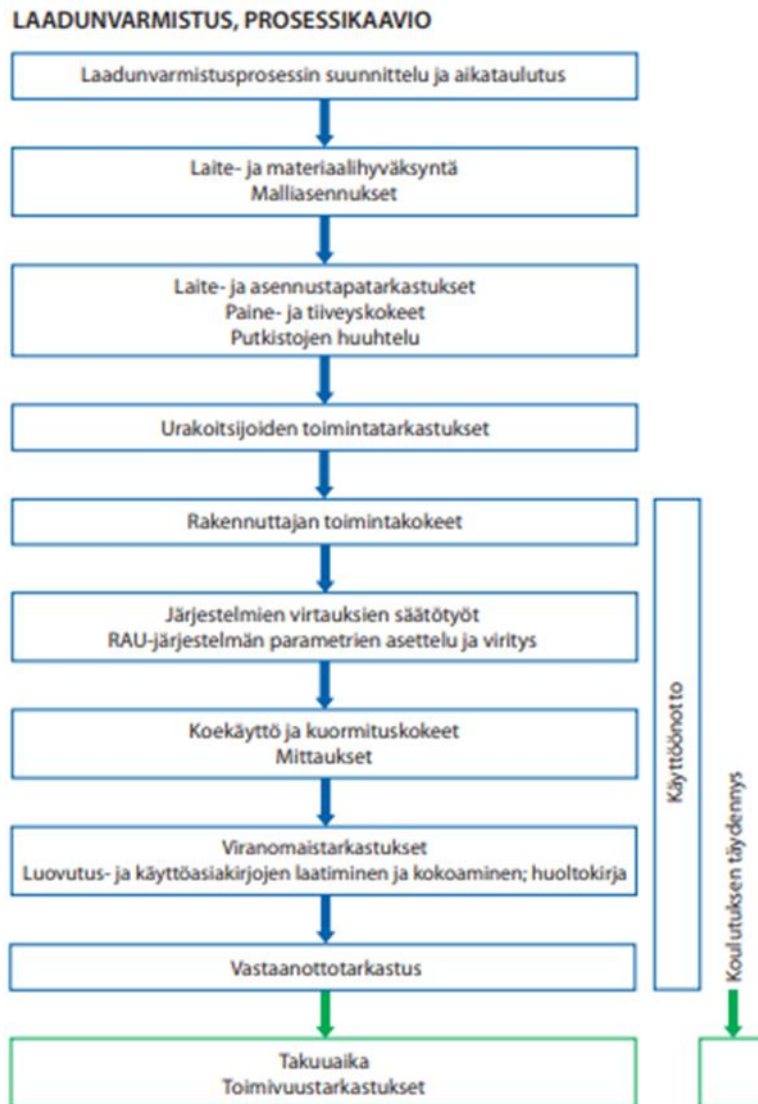 LAADUNVARMISTUS, PROSESSIKAAVIO
Laadunvarmistusprosessin suunnittelu ja aikataulutus
Laite- ja materiaalihyväksyntä
Malliasennukset
Laite- ja asennustapatarkastukset
Paine- ja tiiveyskokeet
Putkistojen huuhtelu
Urakoitsijoiden toimintatarkastukset
Rakennuttajan toimintakokeet
Järjestelmien virtauksien säätötyöt
RAU-järjestelmän parametrien asettelu ja viritys
Koekäyttö ja kuormituskokeet
Mittaukset
Viranomaistarkastukset
Luovutus- ja käyttöasiakirjojen laatiminen ja kokoaminen; huoltokirja
Vastaanottotarkastus
Käyttöönotto
Koulutuksen täydennys
Takuuaika
Toimivuustarkastukset